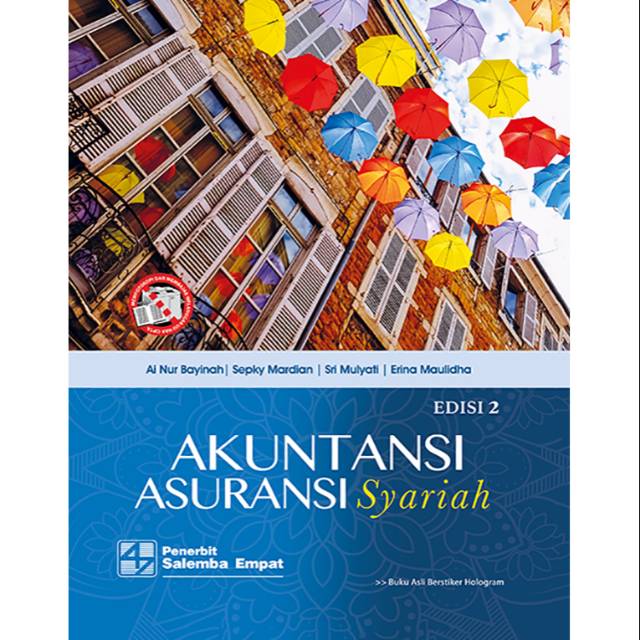 Ai Nur Bayinah| Sepky Mardian | Sri Mulyati | Erina Maulidha
EDISI 2
AKUNTANSI
ASURANSI Syariah
Penerbit
Salemba Empat
>> Buku Asli Berstiker Hologram